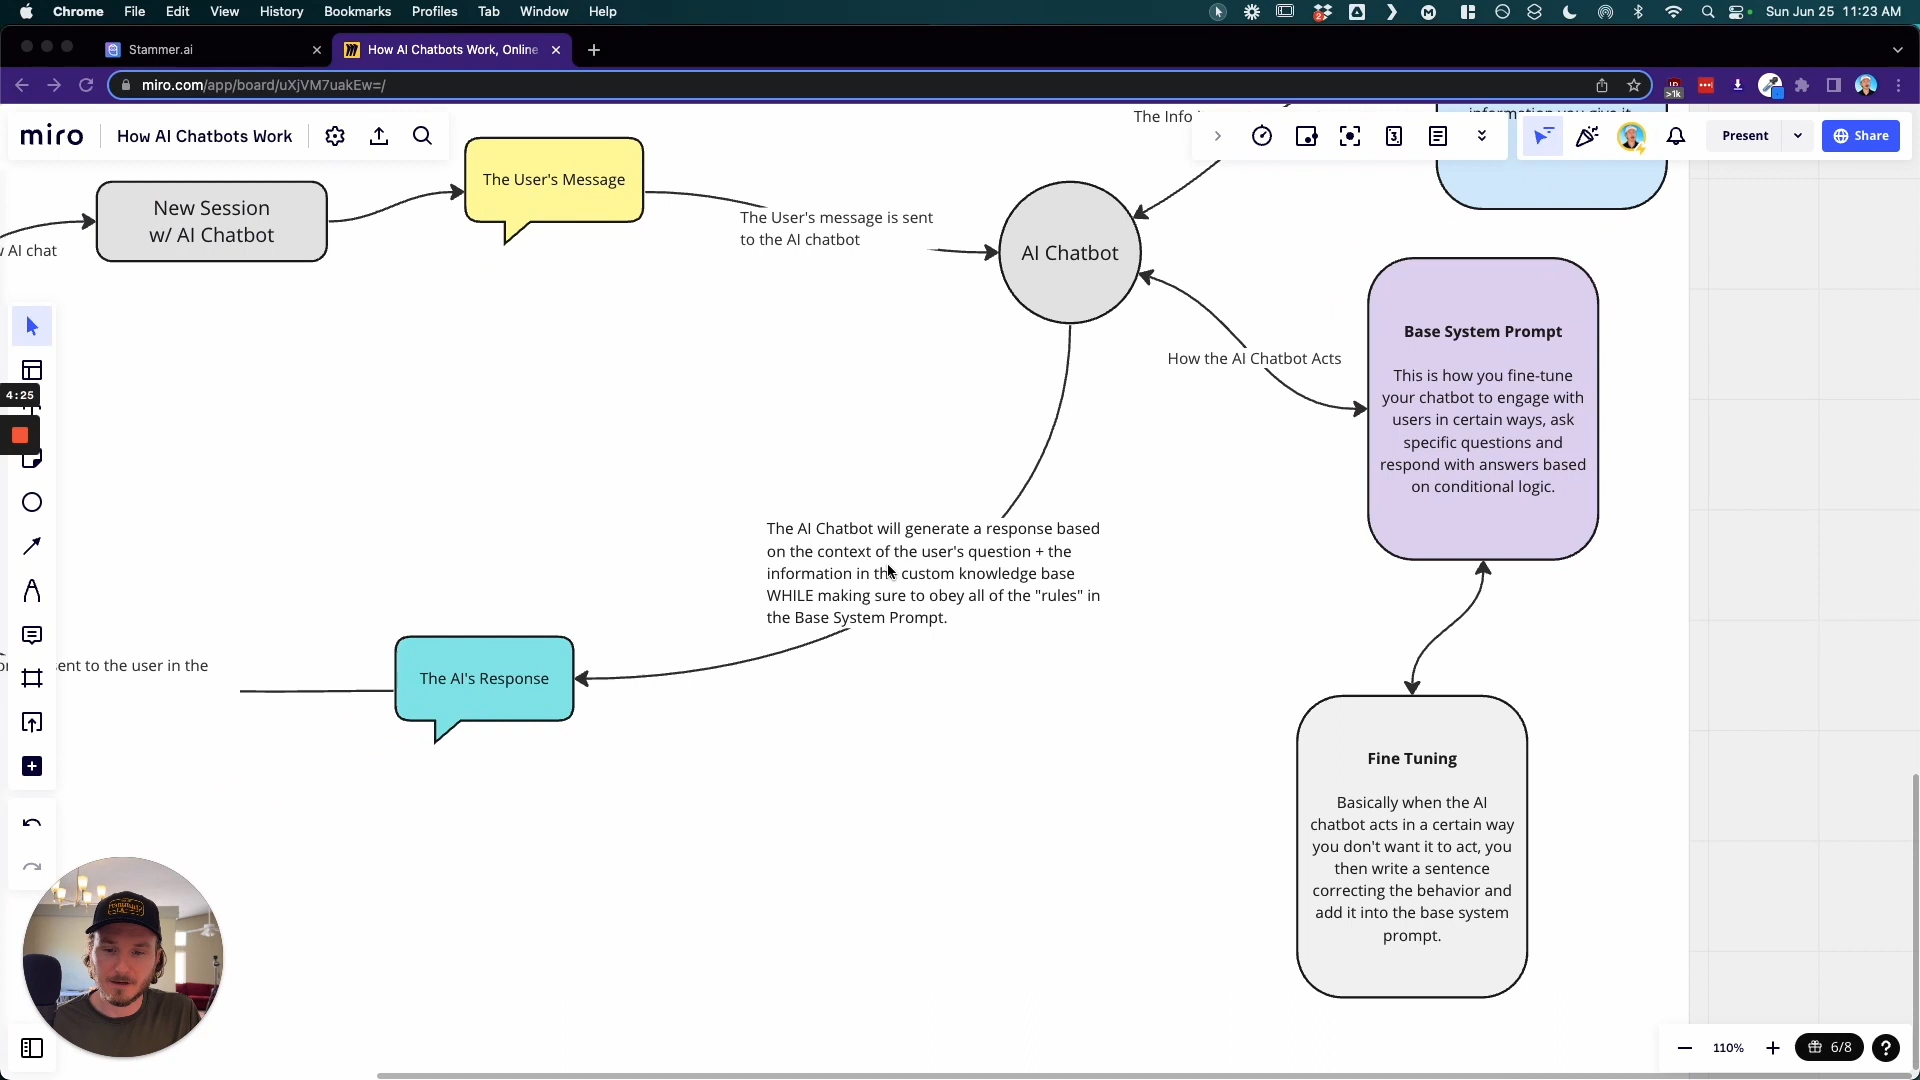 Chrome File Edit View History Bookmarks Profiles Tab Window Help
2
Sun Jun 25 11:23 AM
Stammer.ai
How AI Chatbots Work, Online
miro.com/app/board/uXjVM7uakEw=/
>1k
miro
How AI Chatbots Work
The Info
information you give it
3
Present
Share
New Session
w/ AI Chatbot
The User's Message
The User's message is sent
to the AI chatbot
AI Chatbot
AI chat
How the AI Chatbot Acts
Base System Prompt
This is how you fine-tune
your chatbot to engage with
users in certain ways, ask
specific questions and
respond with answers based
on conditional logic.
4:25
The AI Chatbot will generate a response based
on the context of the user's question + the
information in the custom knowledge base
WHILE making sure to obey all of the "rules" in
the Base System Prompt.
sent to the user in the
The AI's Response
Fine Tuning
Basically when the AI
chatbot acts in a certain way
you don't want it to act, you
then write a sentence
correcting the behavior and
add it into the base system
prompt.
110%
6/8
?